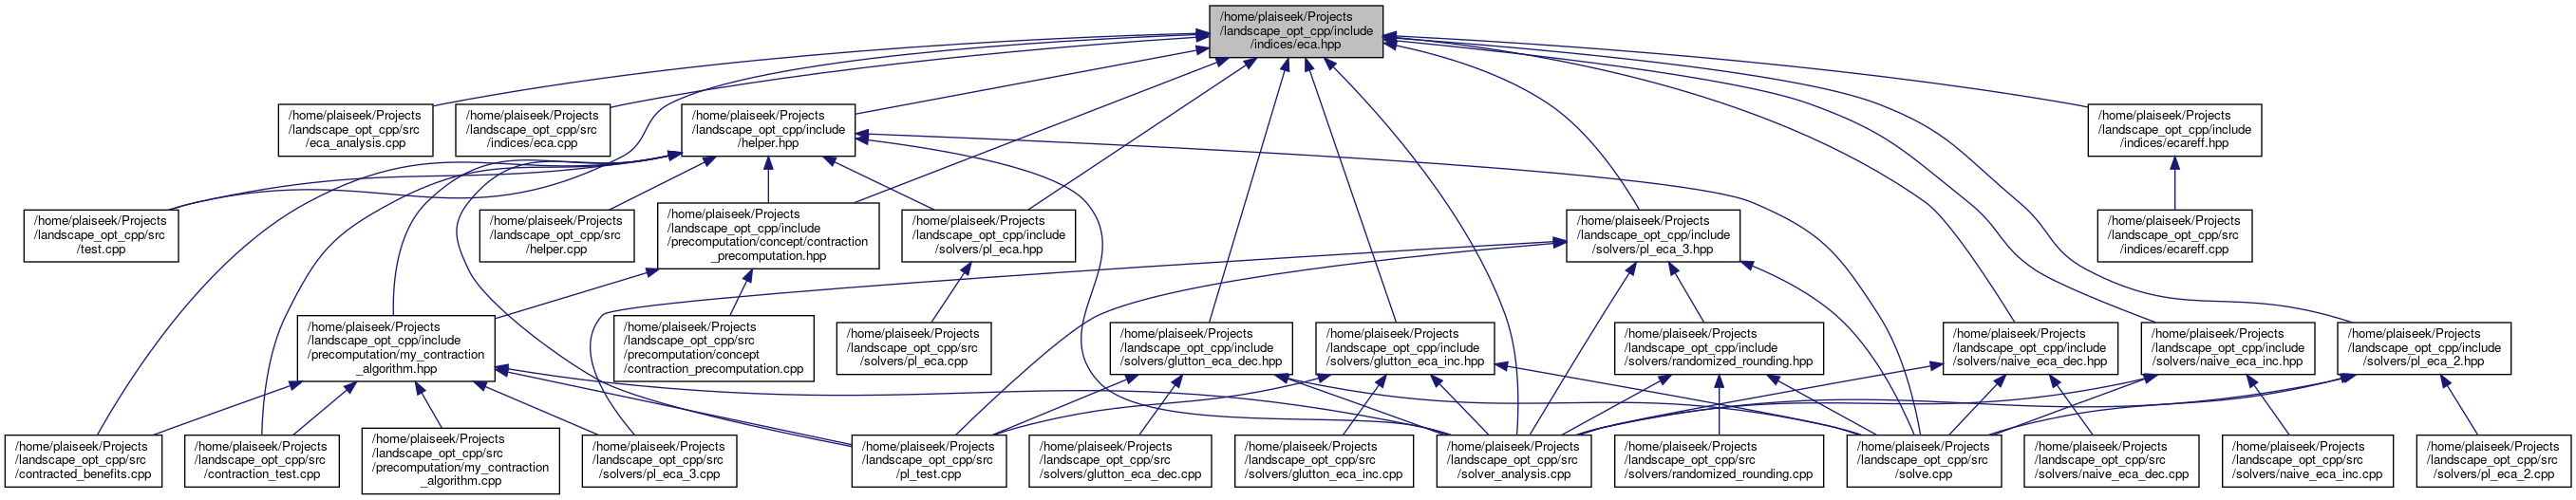 /home/plaiseek/Projects
/landscape_opt_cpp/include
/indices/eca.hpp
/home/plaiseek/Projects
/landscape_opt_cpp/src
/eca_analysis.cpp
/home/plaiseek/Projects
/landscape_opt_cpp/src
/indices/eca.cpp
/home/plaiseek/Projects
/landscape_opt_cpp/include
/helper.hpp
/home/plaiseek/Projects
/landscape_opt_cpp/include
/indices/ecareff.hpp
/home/plaiseek/Projects
/landscape_opt_cpp/src
/test.cpp
/home/plaiseek/Projects
/landscape_opt_cpp/src
/helper.cpp
/home/plaiseek/Projects
/landscape_opt_cpp/include
/precomputation/concept/contraction
_precomputation.hpp
/home/plaiseek/Projects
/landscape_opt_cpp/include
/solvers/pl_eca.hpp
/home/plaiseek/Projects
/landscape_opt_cpp/include
/solvers/pl_eca_3.hpp
/home/plaiseek/Projects
/landscape_opt_cpp/src
/indices/ecareff.cpp
/home/plaiseek/Projects
/landscape_opt_cpp/include
/precomputation/my_contraction
_algorithm.hpp
/home/plaiseek/Projects
/landscape_opt_cpp/src
/precomputation/concept
/contraction_precomputation.cpp
/home/plaiseek/Projects
/landscape_opt_cpp/src
/solvers/pl_eca.cpp
/home/plaiseek/Projects
/landscape_opt_cpp/include
/solvers/glutton_eca_dec.hpp
/home/plaiseek/Projects
/landscape_opt_cpp/include
/solvers/glutton_eca_inc.hpp
/home/plaiseek/Projects
/landscape_opt_cpp/include
/solvers/randomized_rounding.hpp
/home/plaiseek/Projects
/landscape_opt_cpp/include
/solvers/naive_eca_dec.hpp
/home/plaiseek/Projects
/landscape_opt_cpp/include
/solvers/naive_eca_inc.hpp
/home/plaiseek/Projects
/landscape_opt_cpp/include
/solvers/pl_eca_2.hpp
/home/plaiseek/Projects
/landscape_opt_cpp/src
/contracted_benefits.cpp
/home/plaiseek/Projects
/landscape_opt_cpp/src
/contraction_test.cpp
/home/plaiseek/Projects
/landscape_opt_cpp/src
/precomputation/my_contraction
_algorithm.cpp
/home/plaiseek/Projects
/landscape_opt_cpp/src
/solvers/pl_eca_3.cpp
/home/plaiseek/Projects
/landscape_opt_cpp/src
/pl_test.cpp
/home/plaiseek/Projects
/landscape_opt_cpp/src
/solvers/glutton_eca_dec.cpp
/home/plaiseek/Projects
/landscape_opt_cpp/src
/solvers/glutton_eca_inc.cpp
/home/plaiseek/Projects
/landscape_opt_cpp/src
/solver_analysis.cpp
/home/plaiseek/Projects
/landscape_opt_cpp/src
/solvers/randomized_rounding.cpp
/home/plaiseek/Projects
/landscape_opt_cpp/src
/solve.cpp
/home/plaiseek/Projects
/landscape_opt_cpp/src
/solvers/naive_eca_dec.cpp
/home/plaiseek/Projects
/landscape_opt_cpp/src
/solvers/naive_eca_inc.cpp
/home/plaiseek/Projects
/landscape_opt_cpp/src
/solvers/pl_eca_2.cpp